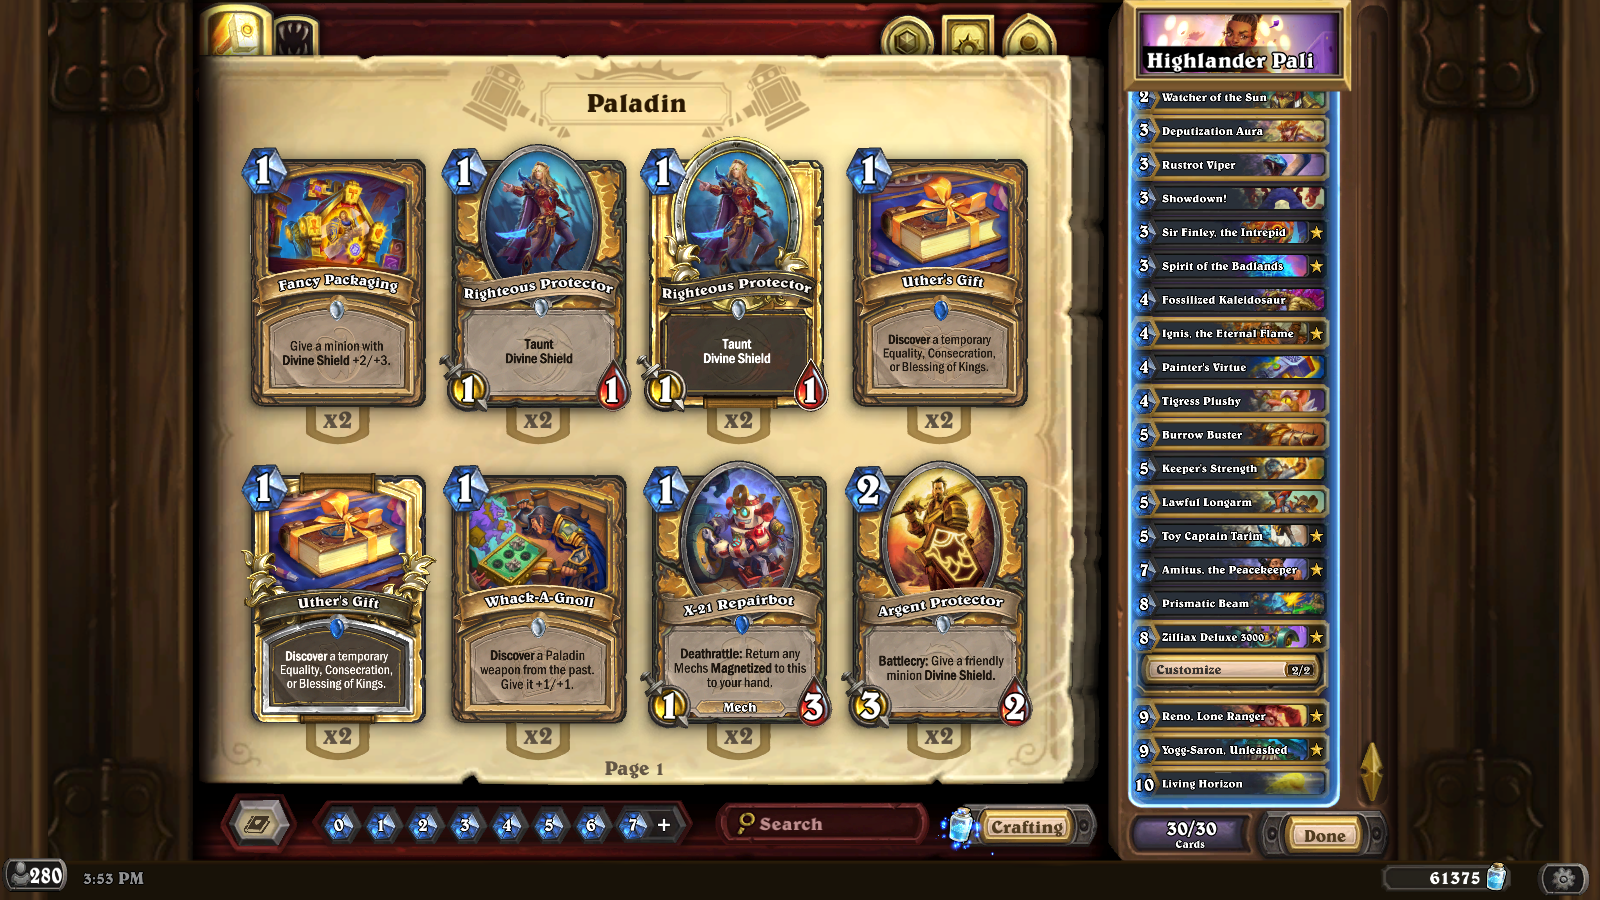 Paladin
1
Fancy Packaging
Give a minion with
Divine Shield +2/+3.
x2
1
Righteous Protector
Taunt
Divine Shield
1
1
x2
1
Righteous Protector
Taunt
Divine Shield
1
1
x2
1
Uther's Gift
Discover a temporary
Equality, Consecration,
or Blessing of Kings.
x2
1
Uther's Gift
Discover a temporary
Equality, Consecration,
or Blessing of Kings.
x2
1
Whack-A-Gnoll
Discover a Paladin
weapon from the past.
Give it +1/+1.
x2
1
X-21 Repairbot
Deathrattle: Return any
Mechs Magnetized to this
to your hand.
Mech
1
3
x2
2
Argent Protector
Battlecry: Give a friendly
minion Divine Shield.
3
2
x2
Page 1
0 1 2 3 4 5 6 7 +
Search
Crafting
Highlander Pali
2 Watcher of the Sun
3 Deputization Aura
3 Rustrot Viper
3 Showdown!
3 Sir Finley, the Intrepid
3 Spirit of the Badlands
4 Fossilized Kaleidosaur
4 Ignis, the Eternal Flame
4 Painter's Virtue
4 Tigress Plushy
5 Burrow Buster
5 Keeper's Strength
5 Lawful Longarm
5 Toy Captain Tarim
7 Amitus, the Peacekeeper
8 Prismatic Beam
8 Zilliax Deluxe 3000
Customize 2/2
9 Reno, Lone Ranger
9 Yogg-Saron, Unleashed
10 Living Horizon
30/30
Cards
Done
280
3:53 PM
61375